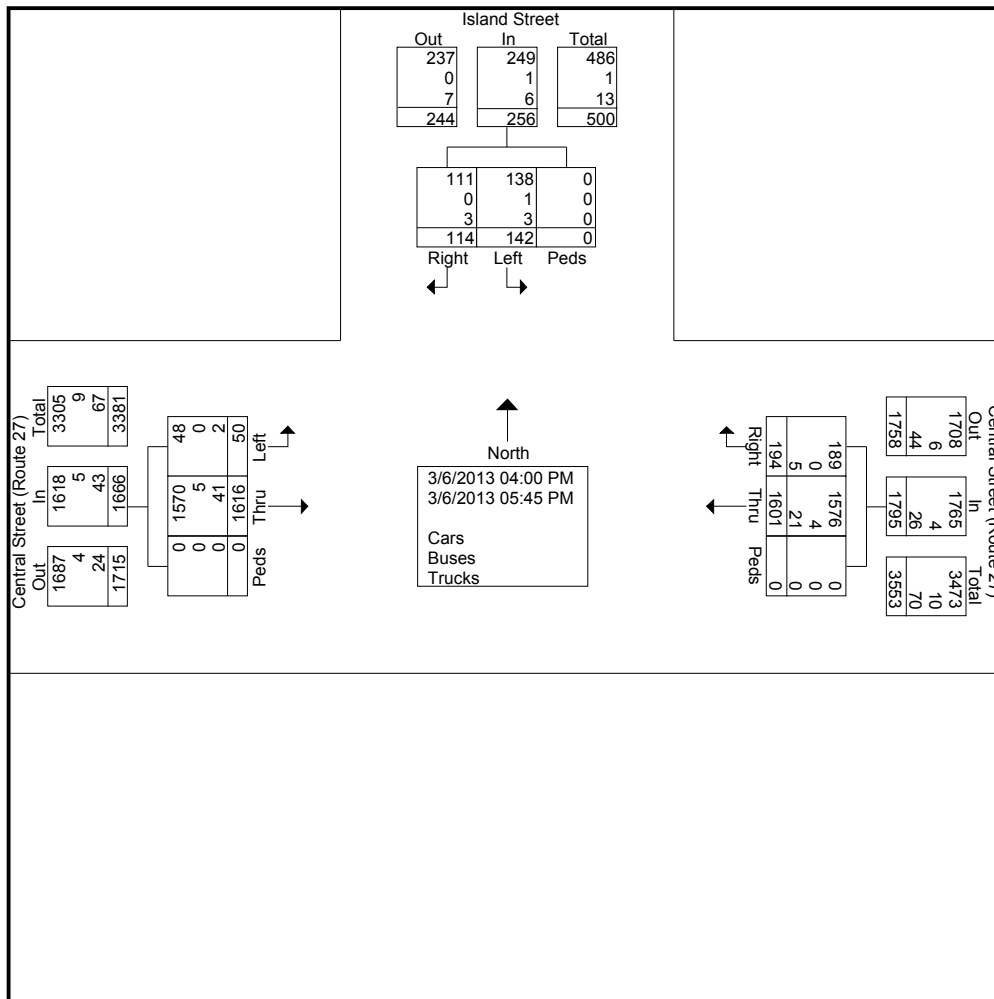 Island Street
Out In Total
237 249 486
0 1 1
7 6 13
244 256 500
111 138 0
0 1 0
3 3 0
114 142 0
Right Left Peds
Central Street (Route 27)
Total In Out
3305 1618 1687
9 5 4
67 43 24
3381 1666 1715
48 1570 0
0 5 0
2 41 0
50 1616 0
Left Thru Peds
North
3/6/2013 04:00 PM
3/6/2013 05:45 PM
Cars
Buses
Trucks
Right Thru Peds
189 1576 0
0 4 0
5 21 0
194 1601 0
Central Street (Route 27)
Out In Total
1708 1765 3473
6 4 10
44 26 70
1758 1795 3553